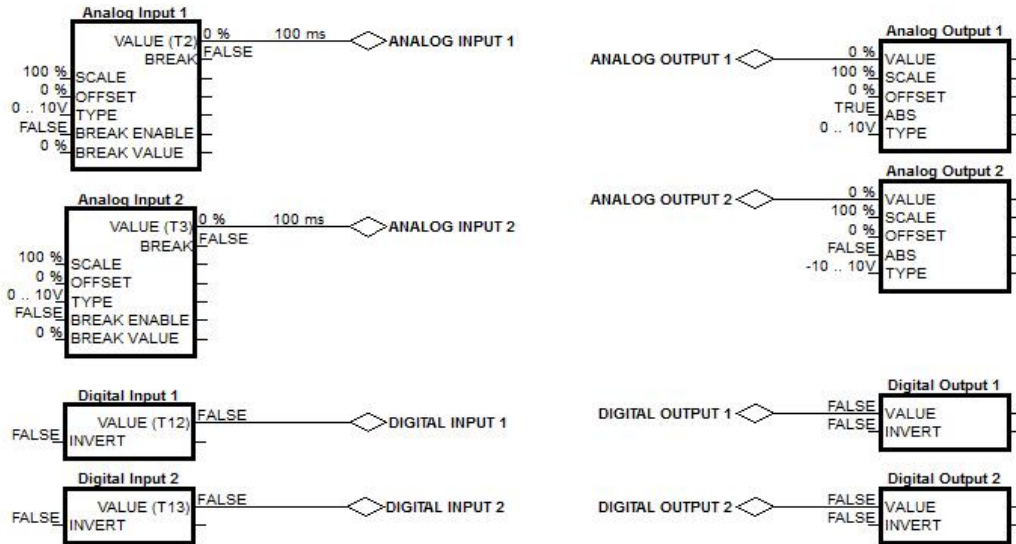 Analog Input 1
VALUE (T2) 0 % 100 ms ANALOG INPUT 1
BREAK FALSE
100 % SCALE
0 % OFFSET
0 .. 10V TYPE
FALSE BREAK ENABLE
0 % BREAK VALUE
Analog Input 2
VALUE (T3) 0 % 100 ms ANALOG INPUT 2
BREAK FALSE
100 % SCALE
0 % OFFSET
0 .. 10V TYPE
FALSE BREAK ENABLE
0 % BREAK VALUE
Digital Input 1
VALUE (T12) FALSE DIGITAL INPUT 1
FALSE INVERT
Digital Input 2
VALUE (T13) FALSE DIGITAL INPUT 2
FALSE INVERT
Analog Output 1
ANALOG OUTPUT 1 0 % VALUE
100 % SCALE
0 % OFFSET
TRUE ABS
0 .. 10V TYPE
Analog Output 2
ANALOG OUTPUT 2 0 % VALUE
100 % SCALE
0 % OFFSET
FALSE ABS
-10 .. 10V TYPE
Digital Output 1
DIGITAL OUTPUT 1 FALSE VALUE
FALSE INVERT
Digital Output 2
DIGITAL OUTPUT 2 FALSE VALUE
FALSE INVERT